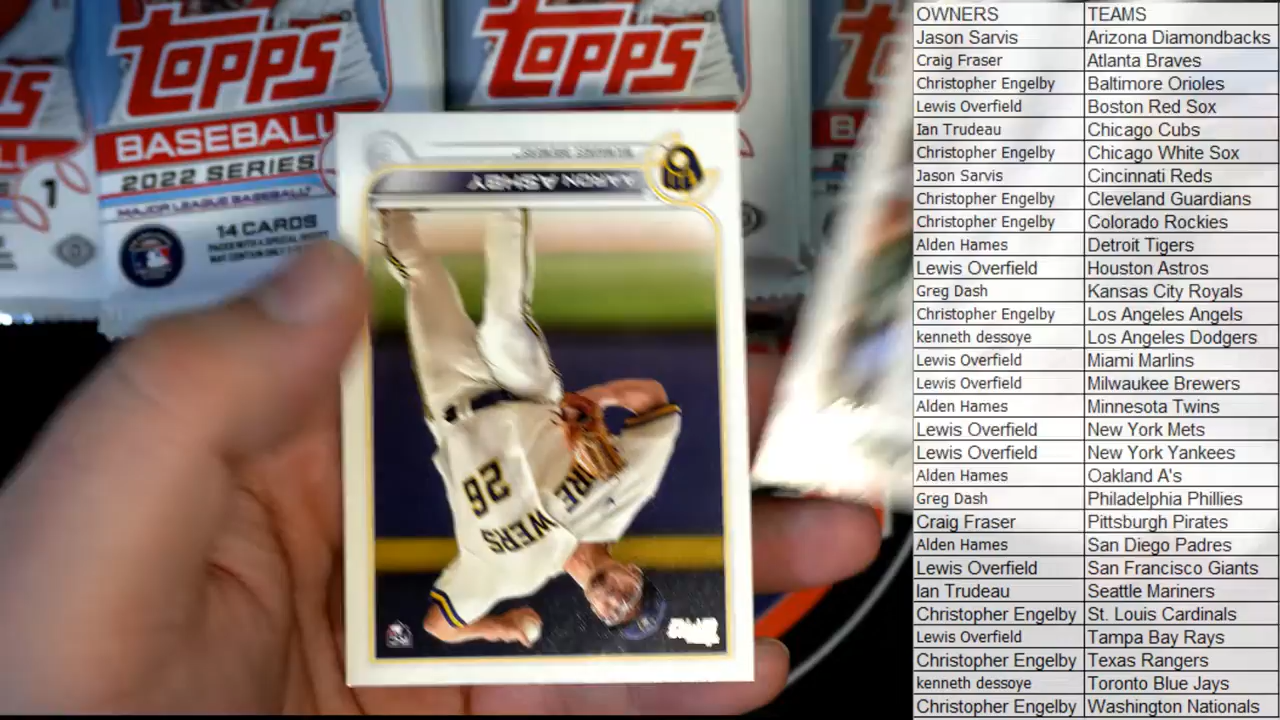 TOPPS
TOPPS
BASEBALL
2022 SERIES
MAJOR LEAGUE BASEBALL
14 CARDS
1
AARON ASHBY
26
WERS
OWNERS TEAMS
Jason Sarvis Arizona Diamondbacks
Craig Fraser Atlanta Braves
Christopher Engelby Baltimore Orioles
Lewis Overfield Boston Red Sox
Ian Trudeau Chicago Cubs
Christopher Engelby Chicago White Sox
Jason Sarvis Cincinnati Reds
Christopher Engelby Cleveland Guardians
Christopher Engelby Colorado Rockies
Alden Hames Detroit Tigers
Lewis Overfield Houston Astros
Greg Dash Kansas City Royals
Christopher Engelby Los Angeles Angels
kenneth dessoye Los Angeles Dodgers
Lewis Overfield Miami Marlins
Lewis Overfield Milwaukee Brewers
Alden Hames Minnesota Twins
Lewis Overfield New York Mets
Lewis Overfield New York Yankees
Alden Hames Oakland A's
Greg Dash Philadelphia Phillies
Craig Fraser Pittsburgh Pirates
Alden Hames San Diego Padres
Lewis Overfield San Francisco Giants
Ian Trudeau Seattle Mariners
Christopher Engelby St. Louis Cardinals
Lewis Overfield Tampa Bay Rays
Christopher Engelby Texas Rangers
kenneth dessoye Toronto Blue Jays
Christopher Engelby Washington Nationals